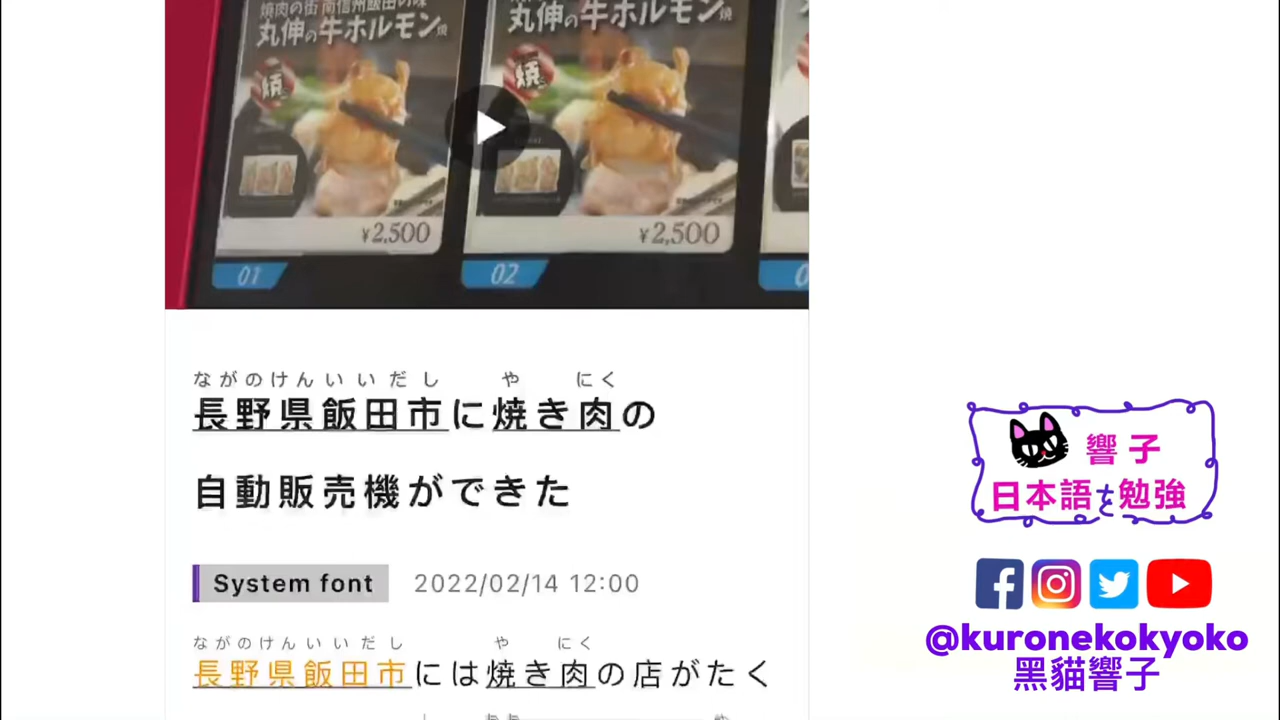 焼肉の街 南信州飯田の味
丸伸の牛ホルモン焼
丸伸の牛ホルモン焼
焼
焼
¥2,500
¥2,500
01
02
ながのけんいいだし や にく
長野県飯田市に焼き肉の
自動販売機ができた
System font 2022/02/14 12:00
ながのけんいいだし や にく
長野県飯田市には焼き肉の店がたく
響子
日本語を勉強
@kuronekokyoko
黑貓響子